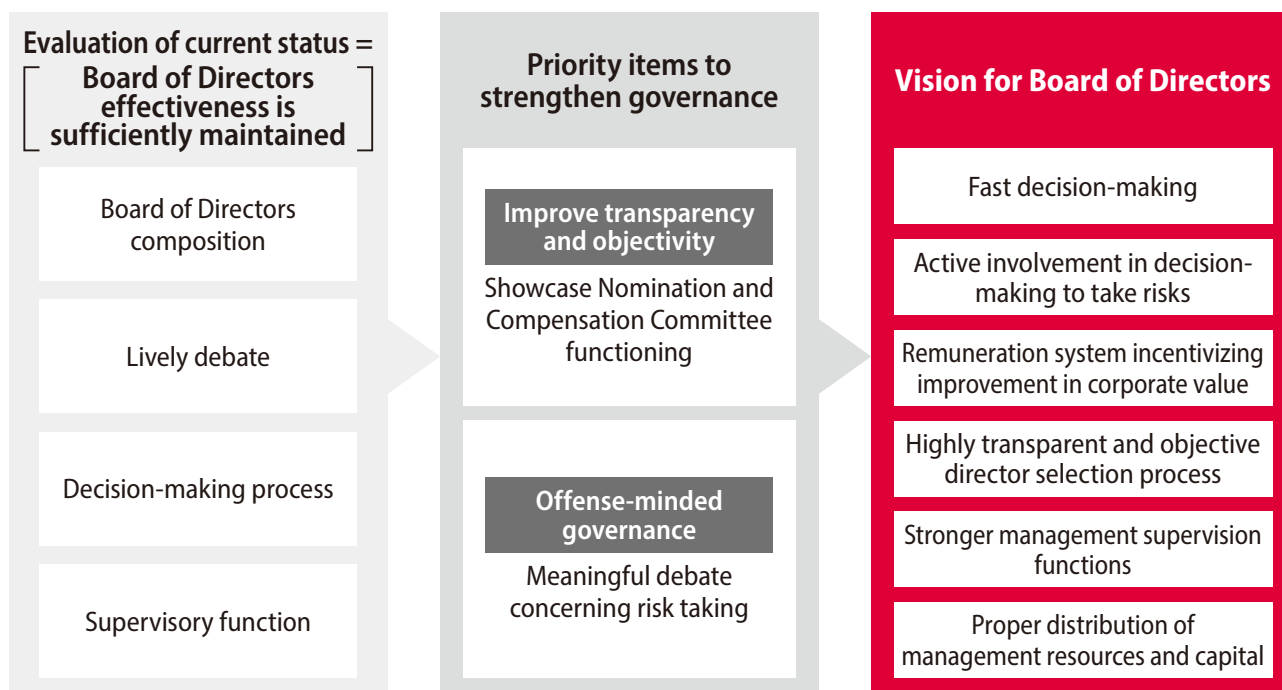 Evaluation of current status =
Board of Directors
effectiveness is
sufficiently maintained
Board of Directors
composition
Lively debate
Decision-making process
Supervisory function
Priority items to
strengthen governance
Improve transparency
and objectivity
Showcase Nomination and
Compensation Committee
functioning
Offense-minded
governance
Meaningful debate
concerning risk taking
Vision for Board of Directors
Fast decision-making
Active involvement in decision-
making to take risks
Remuneration system incentivizing
improvement in corporate value
Highly transparent and objective
director selection process
Stronger management supervision
functions
Proper distribution of
management resources and capital